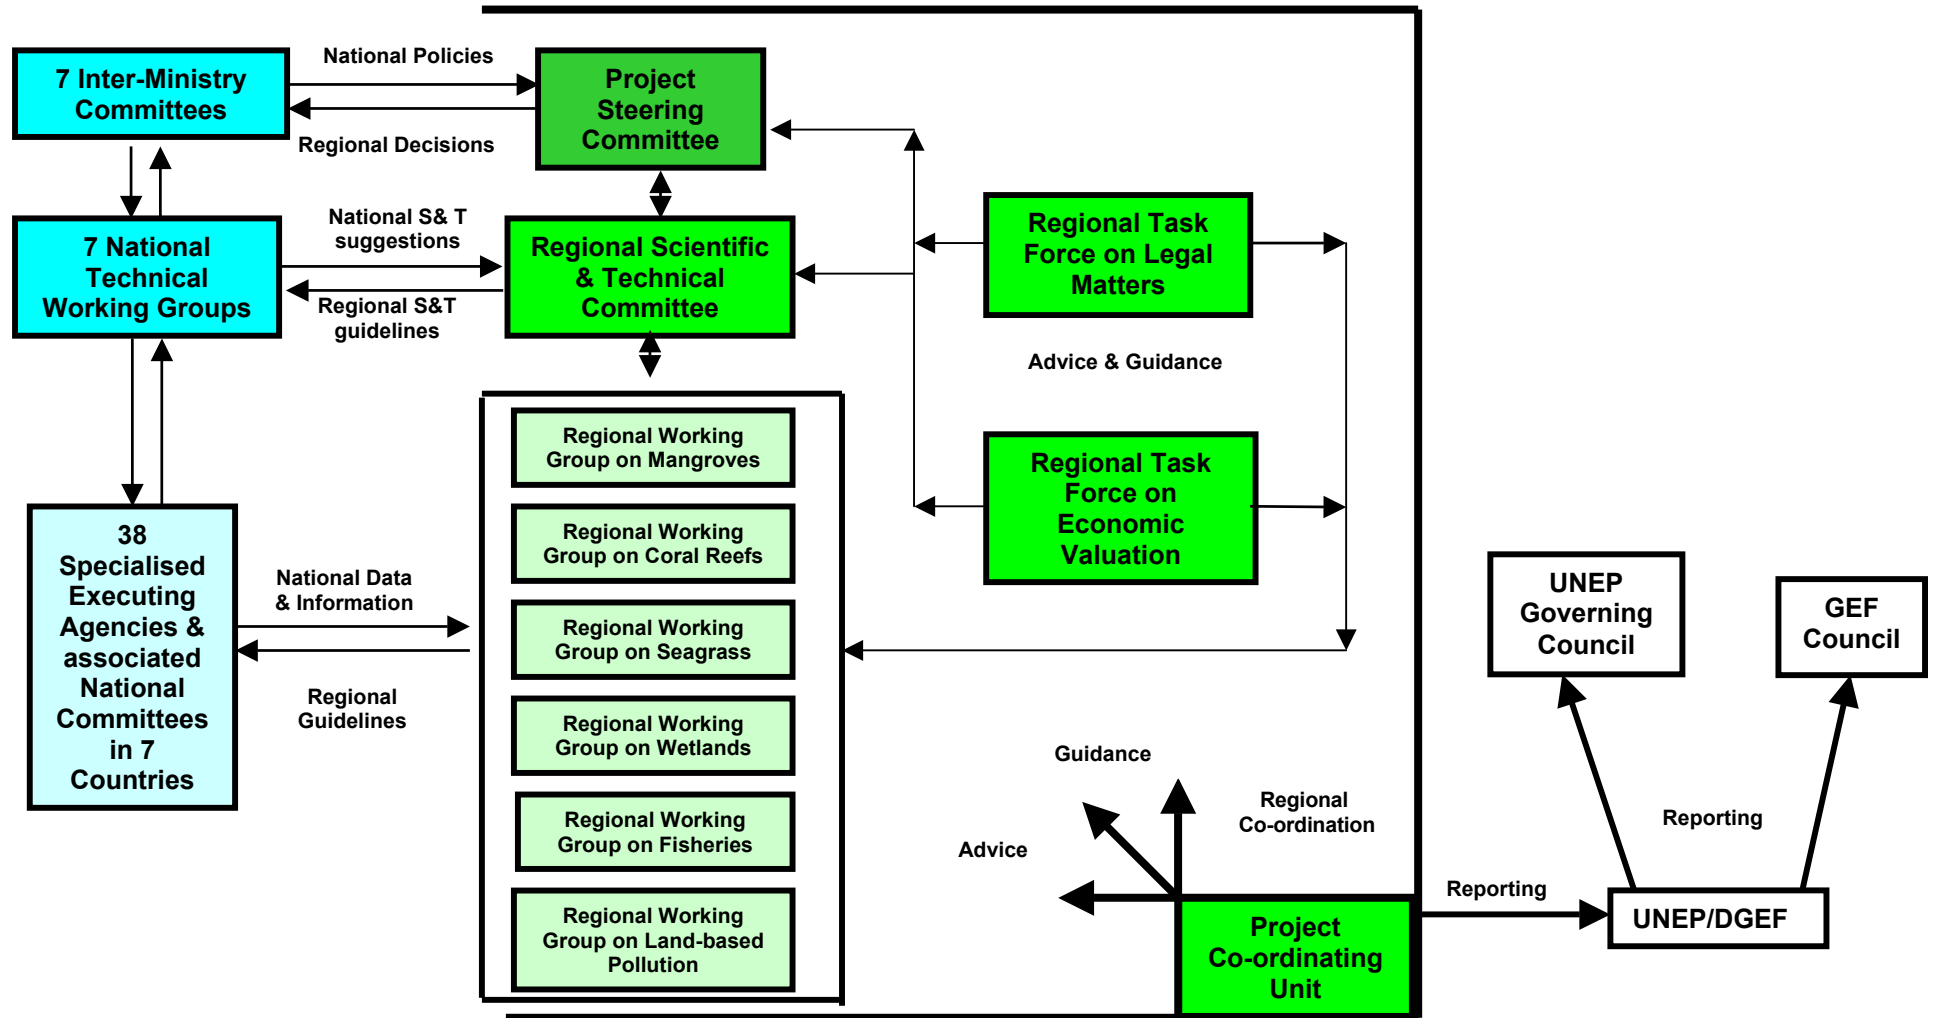 7 Inter-Ministry
Committees
National Policies
Regional Decisions
Project
Steering
Committee
7 National
Technical
Working Groups
National S& T
suggestions
Regional S&T
guidelines
Regional Scientific
& Technical
Committee
Regional Task
Force on Legal
Matters
Advice & Guidance
Regional Task
Force on
Economic
Valuation
38
Specialised
Executing
Agencies &
associated
National
Committees
in 7
Countries
National Data
& Information
Regional
Guidelines
Regional Working
Group on Mangroves
Regional Working
Group on Coral Reefs
Regional Working
Group on Seagrass
Regional Working
Group on Wetlands
Regional Working
Group on Fisheries
Regional Working
Group on Land-based
Pollution
Guidance
Advice
Regional
Co-ordination
Project
Co-ordinating
Unit
Reporting
UNEP/DGEF
Reporting
UNEP
Governing
Council
GEF
Council